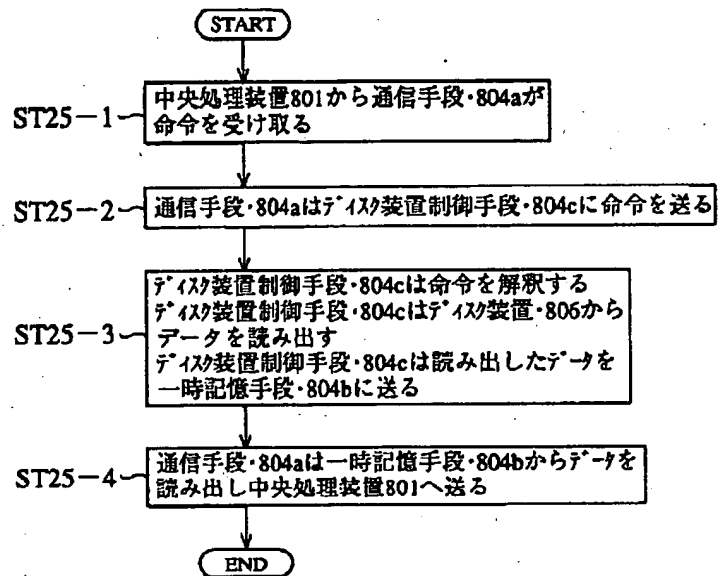 START
ST25-1
中央処理装置801から通信手段・804aが
命令を受け取る
ST25-2
通信手段・804aはディスク装置制御手段・804cに命令を送る
ST25-3
ディスク装置制御手段・804cは命令を解釈する
ディスク装置制御手段・804cはディスク装置・806から
データを読み出す
ディスク装置制御手段・804cは読み出したデータを
一時記憶手段・804bに送る
ST25-4
通信手段・804aは一時記憶手段・804bからデータを
読み出し中央処理装置801へ送る
END